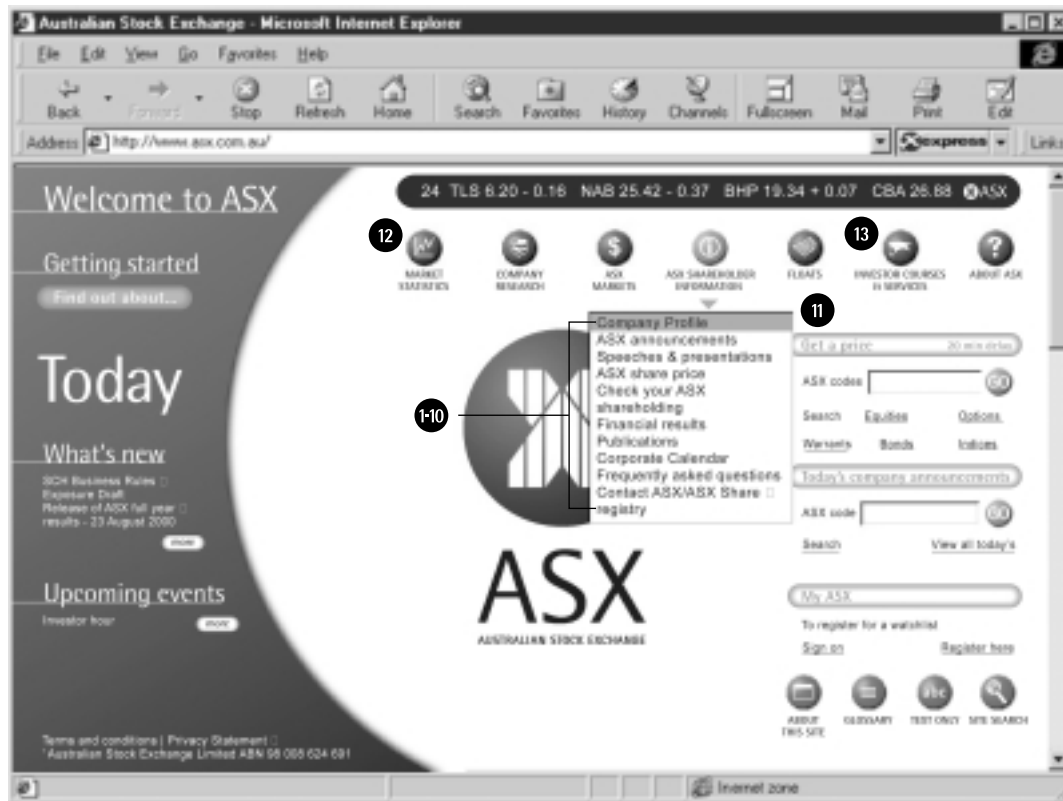 Australian Stock Exchange - Microsoft Internet Explorer
File Edit View Go Favorites Help
Back Forward Stop Refresh Home Search Favorites History Channels Fullscreen Mail Print Edit
Address http://www.asx.com.au/ express Links
Welcome to ASX
24 TLS 6.20 - 0.16 NAB 25.42 - 0.37 BHP 19.34 + 0.07 CBA 26.88 ASX
12
13
MARKET STATISTICS
COMPANY RESEARCH
ASX MARKETS
ASX SHAREHOLDER INFORMATION
FLOATS
INVESTOR COURSES & SERVICES
ABOUT ASX
Getting started
Find out about...
Today
What's new
SCH Business Rules
Exposure Draft
Release of ASX full year
results - 23 August 2000
more
Upcoming events
Investor hour more
Terms and conditions | Privacy Statement
Australian Stock Exchange Limited ABN 98 008 624 691
11
1-10
Company Profile
ASX announcements
Speeches & presentations
ASX share price
Check your ASX
shareholding
Financial results
Publications
Corporate Calendar
Frequently asked questions
Contact ASX/ASX Share
registry
ASX
AUSTRALIAN STOCK EXCHANGE
Get a price 20 min delay
ASX codes GO
Search Equities Options
Warrants Bonds Indices
Today's company announcements
ASX code GO
Search View all today's
My ASX
To register for a watchlist
Sign on Register here
abc
ABOUT THIS SITE
GLOSSARY
TEXT ONLY
SITE SEARCH
Inernet zone